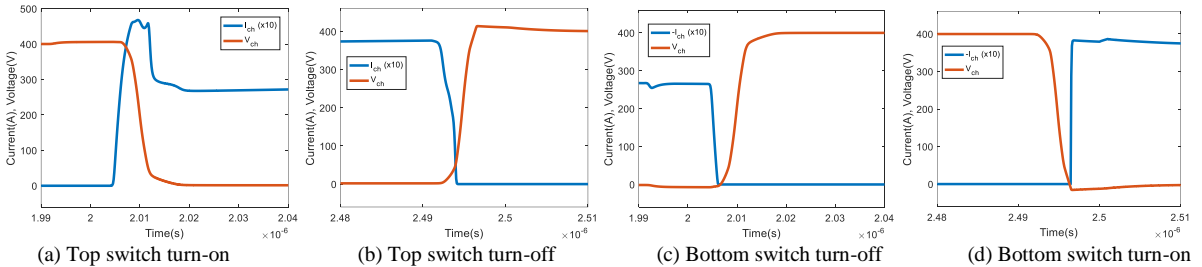 500
400
300
200
100
0
Current(A), Voltage(V)
I_ch (x10)
V_ch
1.99 2 2.01 2.02 2.03 2.04
Time(s) ×10⁻⁶
(a) Top switch turn-on
400
300
200
100
0
Current(A), Voltage(V)
I_ch (x10)
V_ch
2.48 2.49 2.5 2.51
Time(s) ×10⁻⁶
(b) Top switch turn-off
400
300
200
100
0
Current(A), Voltage(V)
-I_ch (x10)
V_ch
1.99 2 2.01 2.02 2.03 2.04
Time(s) ×10⁻⁶
(c) Bottom switch turn-off
400
300
200
100
0
Current(A), Voltage(V)
-I_ch (x10)
V_ch
2.48 2.49 2.5 2.51
Time(s) ×10⁻⁶
(d) Bottom switch turn-on